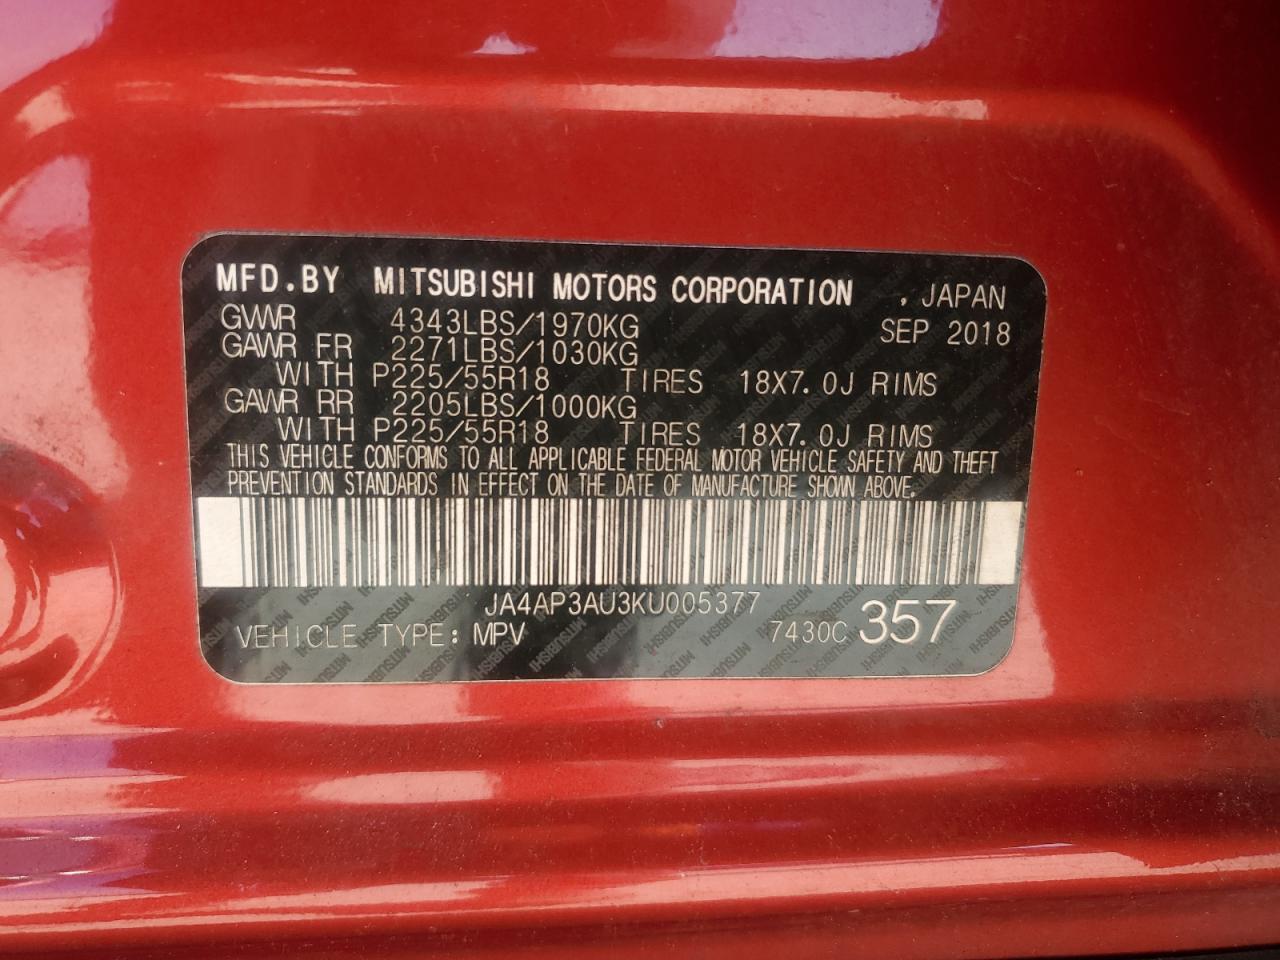 MFD.BY MITSUBISHI MOTORS CORPORATION , JAPAN
GWWR 4343LBS/1970KG SEP 2018
GAWR FR 2271LBS/1030KG
WITH P225/55R18 TIRES 18X7.0J RIMS
GAWR RR 2205LBS/1000KG
WITH P225/55R18 TIRES 18X7.0J RIMS
THIS VEHICLE CONFORMS TO ALL APPLICABLE FEDERAL MOTOR VEHICLE SAFETY AND THEFT
PREVENTION STANDARDS IN EFFECT ON THE DATE OF MANUFACTURE SHOWN ABOVE.
JA4AP3AU3KU005377
VEHICLE TYPE: MPV 7430C 357